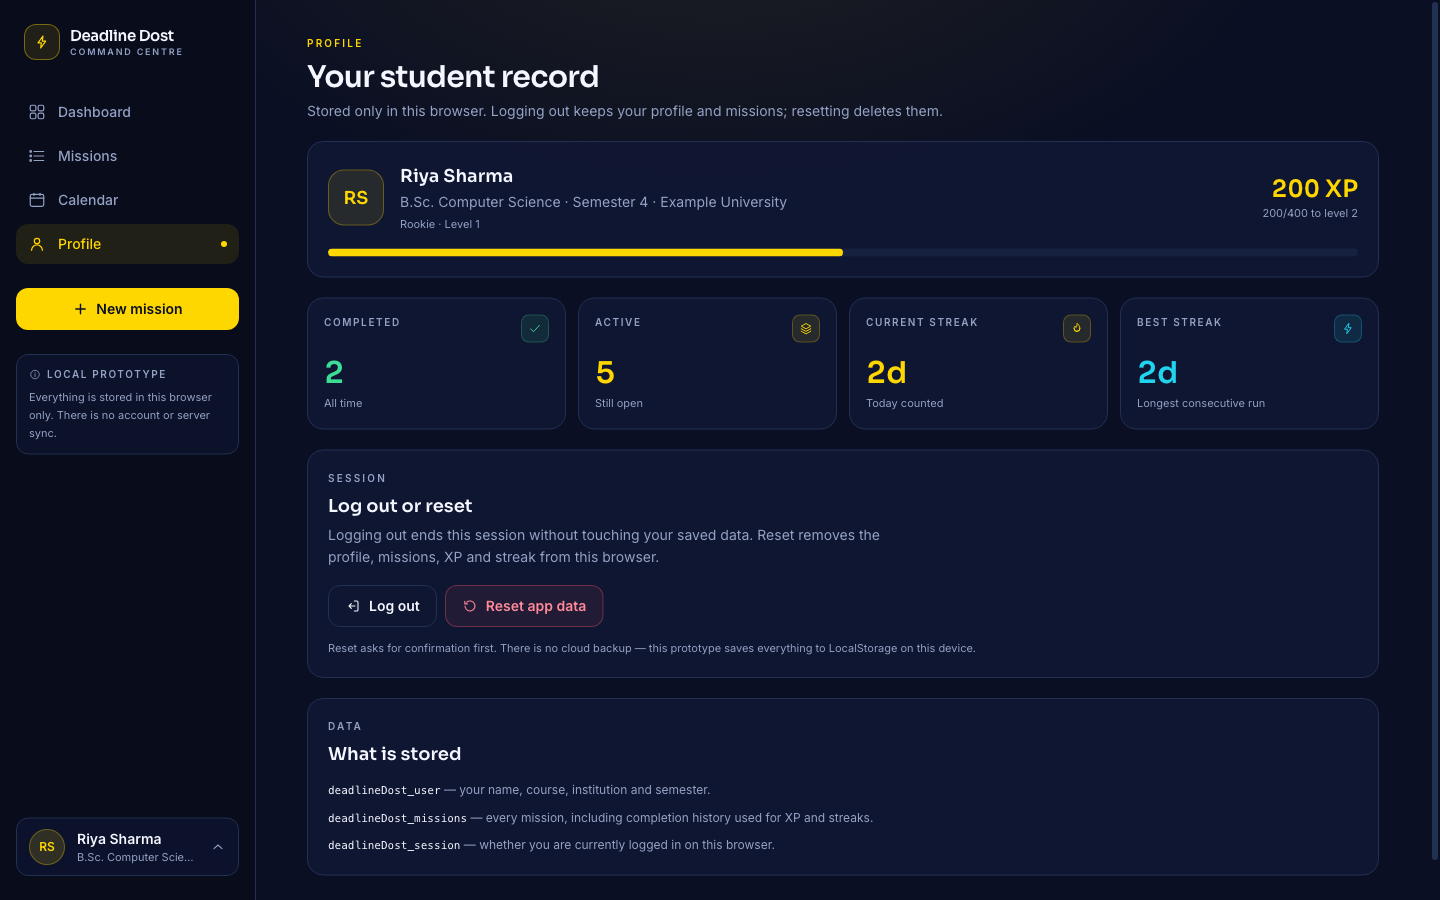 Deadline Dost
COMMAND CENTRE
Dashboard
Missions
Calendar
Profile
New mission
LOCAL PROTOTYPE
Everything is stored in this browser
only. There is no account or server
sync.
RS
Riya Sharma
B.Sc. Computer Scie...
PROFILE
Your student record
Stored only in this browser. Logging out keeps your profile and missions; resetting deletes them.
RS
Riya Sharma
B.Sc. Computer Science · Semester 4 · Example University
Rookie · Level 1
200 XP
200/400 to level 2
COMPLETED
2
All time
ACTIVE
5
Still open
CURRENT STREAK
2d
Today counted
BEST STREAK
2d
Longest consecutive run
SESSION
Log out or reset
Logging out ends this session without touching your saved data. Reset removes the
profile, missions, XP and streak from this browser.
Log out
Reset app data
Reset asks for confirmation first. There is no cloud backup — this prototype saves everything to LocalStorage on this device.
DATA
What is stored
deadlineDost_user — your name, course, institution and semester.
deadlineDost_missions — every mission, including completion history used for XP and streaks.
deadlineDost_session — whether you are currently logged in on this browser.